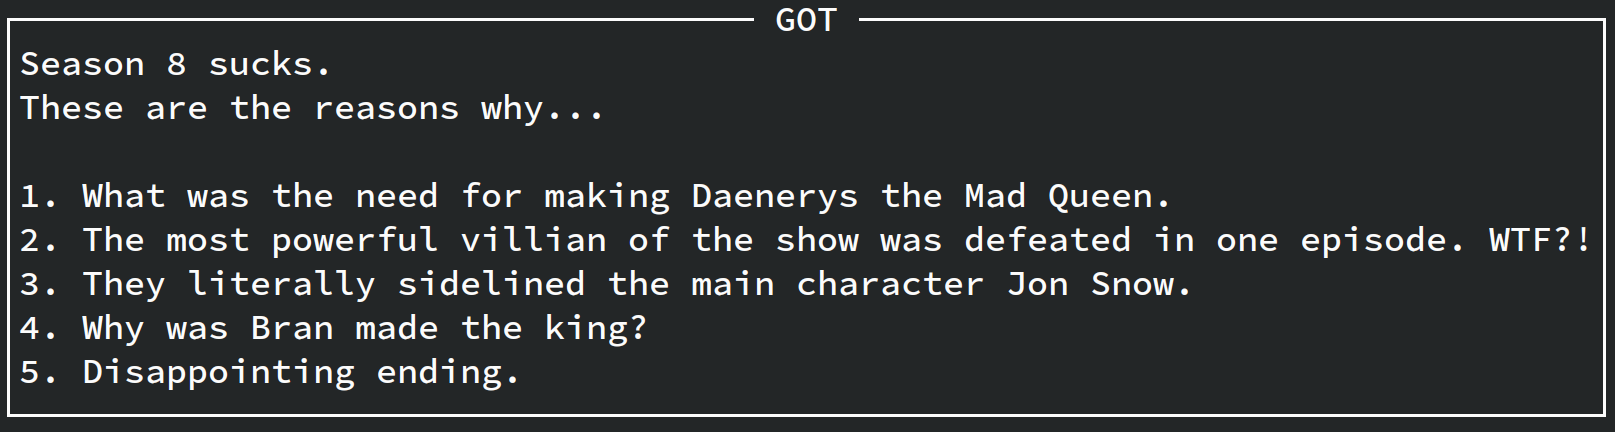 GOT
Season 8 sucks.
These are the reasons why...
1. What was the need for making Daenerys the Mad Queen.
2. The most powerful villian of the show was defeated in one episode. WTF?!
3. They literally sidelined the main character Jon Snow.
4. Why was Bran made the king?
5. Disappointing ending.